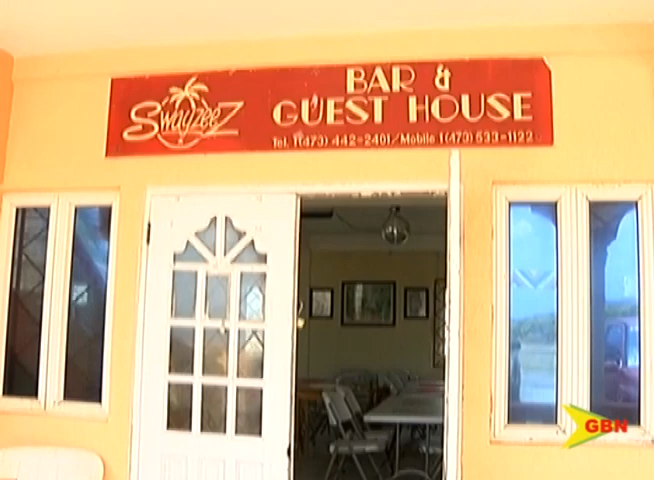 SwayzeeZ
BAR &
GUEST HOUSE
Tel. 1(473) 442-2401/Mobile 1(473) 533-1122
GBN